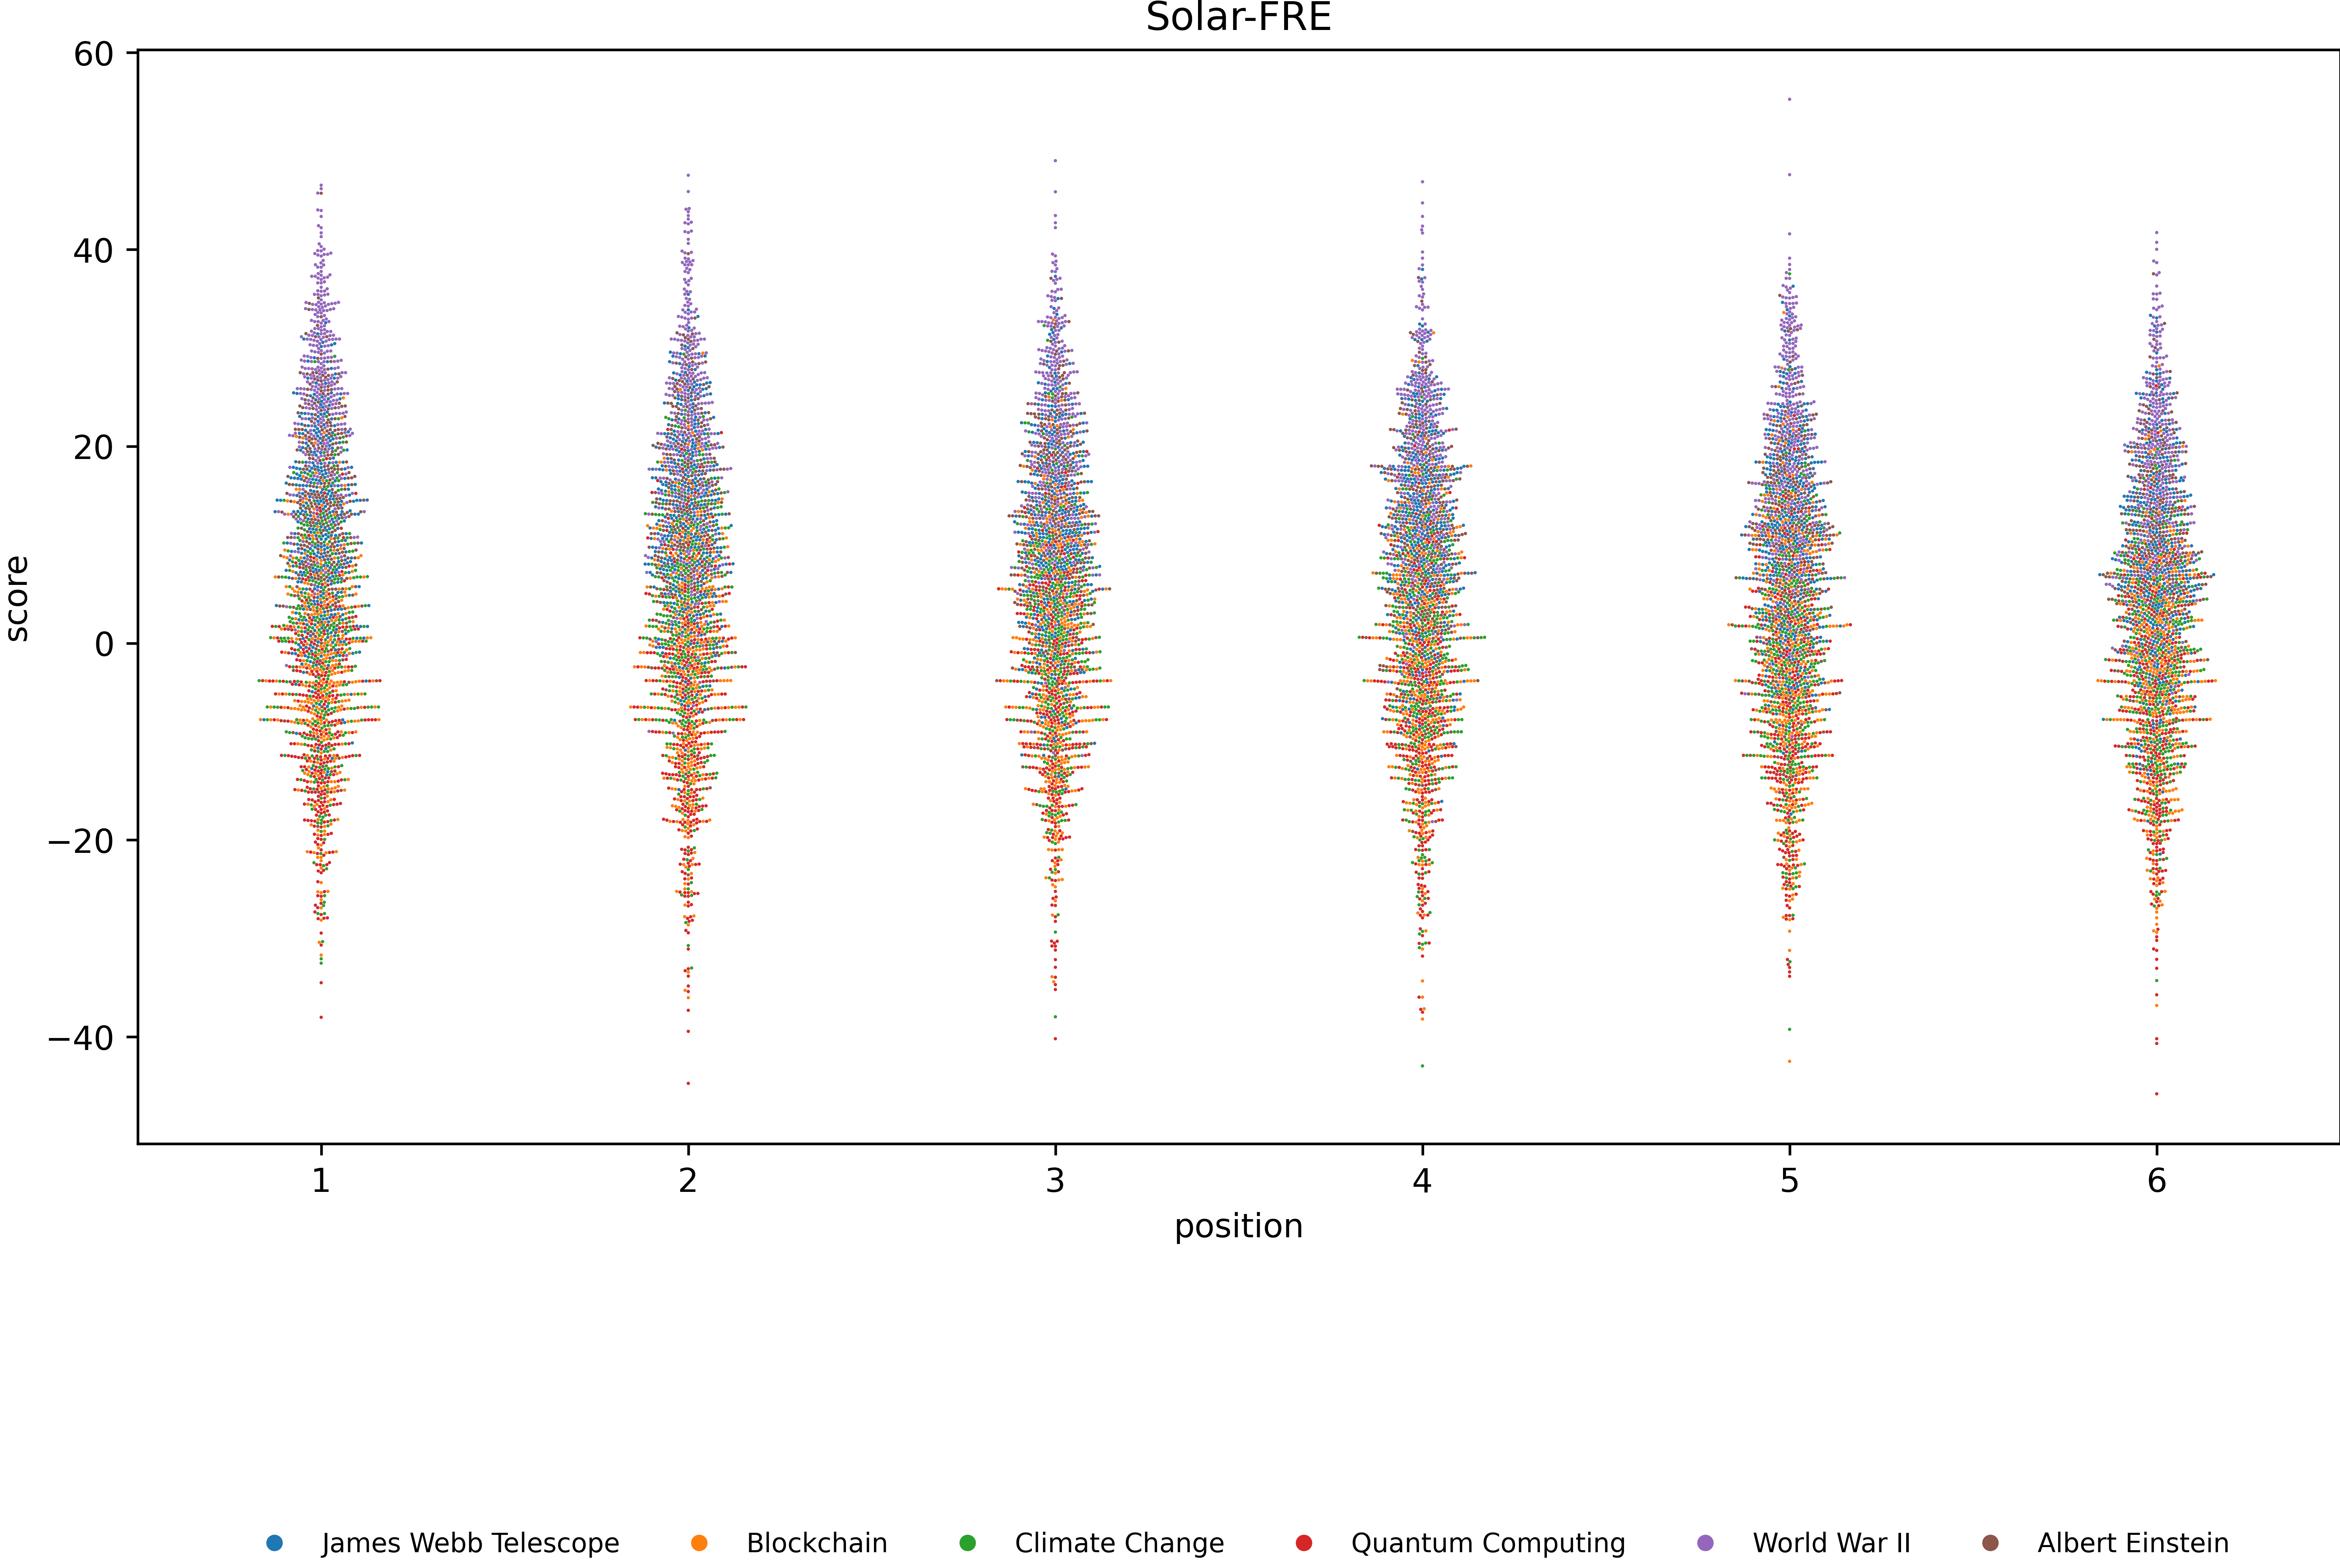 Solar-FRE
60
40
20
0
−20
−40
score
1 2 3 4 5 6
position
James Webb Telescope Blockchain Climate Change Quantum Computing World War II Albert Einstein